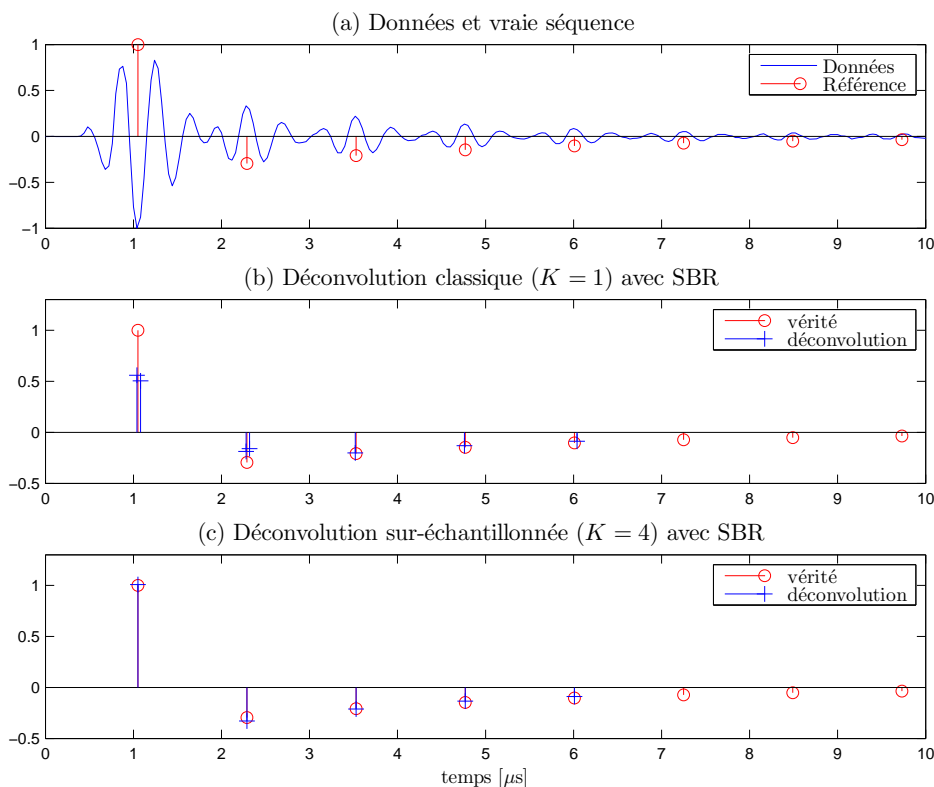 (a) Données et vraie séquence
1
0.5
0
−0.5
−1
Données
Référence
0 1 2 3 4 5 6 7 8 9 10
(b) Déconvolution classique (K = 1) avec SBR
1
0.5
0
−0.5
vérité
déconvolution
0 1 2 3 4 5 6 7 8 9 10
(c) Déconvolution sur-échantillonnée (K = 4) avec SBR
1
0.5
0
−0.5
vérité
déconvolution
0 1 2 3 4 5 6 7 8 9 10
temps [μs]